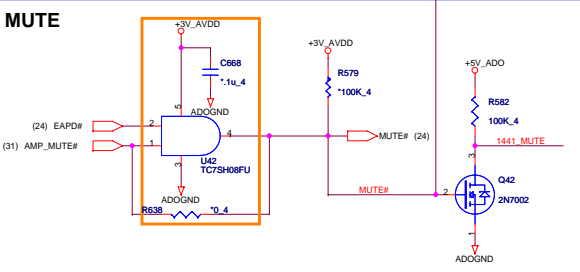 MUTE
+3V_AVDD
C668
*.1u_4
ADOGND
5
(24) EAPD#
2
4
(31) AMP_MUTE#
1
3
U42
TC7SH08FU
ADOGND
R638
*0_4
+3V_AVDD
R579
*100K_4
MUTE# (24)
MUTE#
+5V_ADO
R582
100K_4
1441_MUTE
3
Q42
2
2N7002
1
ADOGND